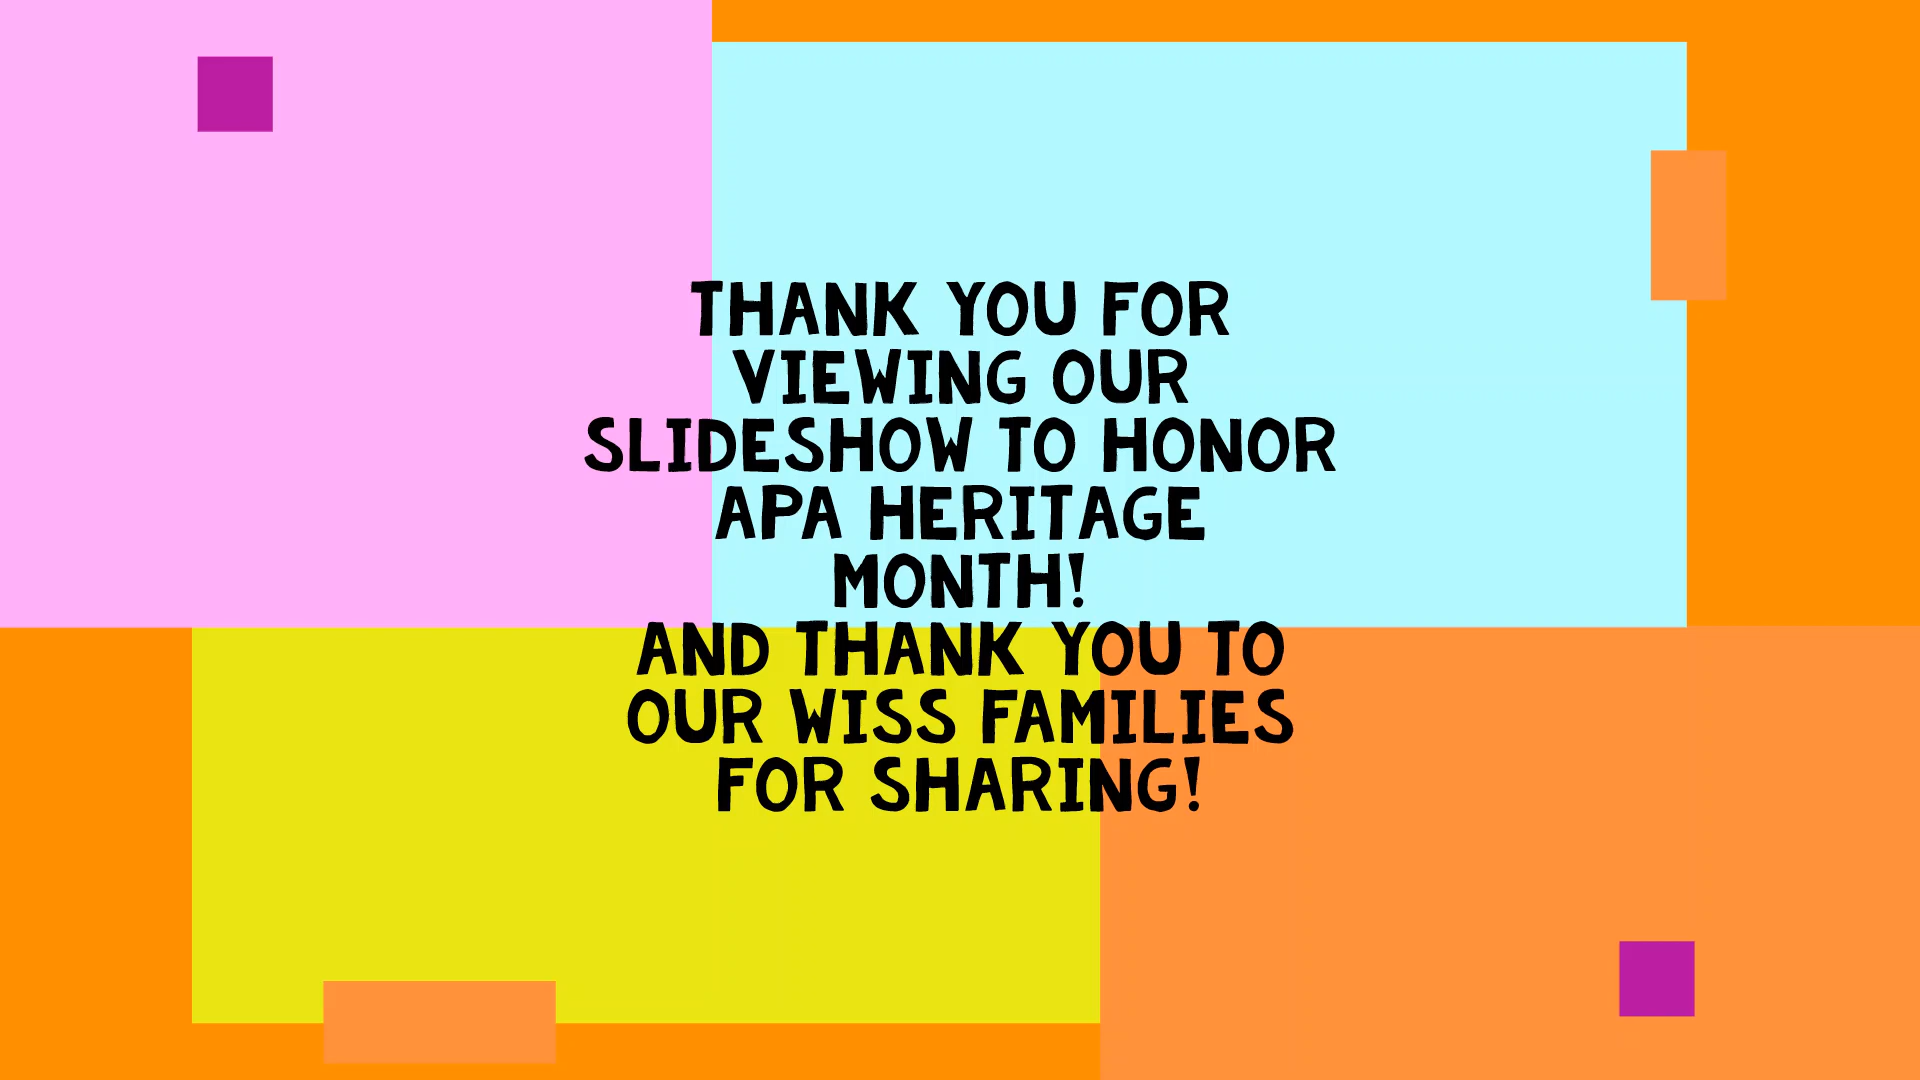 THANK YOU FOR
VIEWING OUR
SLIDESHOW TO HONOR
APA HERITAGE
MONTH!
AND THANK YOU TO
OUR WISS FAMILIES
FOR SHARING!